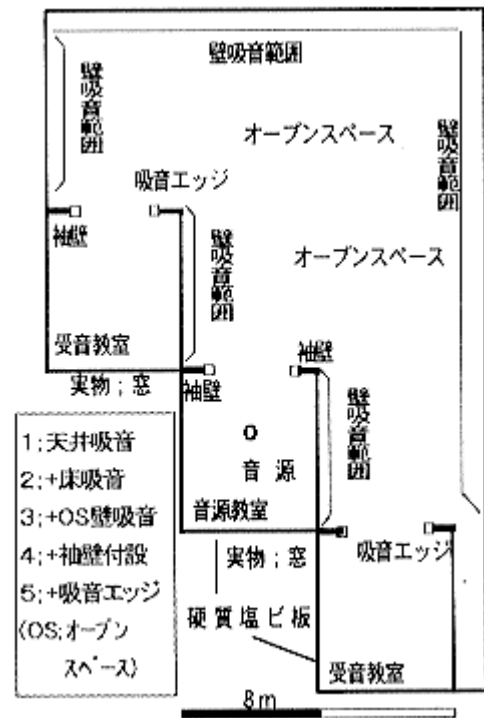 壁吸音範囲
壁吸音範囲
オープンスペース
壁吸音範囲
吸音エッジ
袖壁
壁吸音範囲
オープンスペース
受音教室
袖壁
実物；窓
袖壁
壁吸音範囲
音源
1；天井吸音
2；+床吸音
3；+OS壁吸音
4；+袖壁付設
5；+吸音エッジ
(OS；オープン
スペース)
音源教室
実物；窓
吸音エッジ
硬質塩ビ板
受音教室
8m